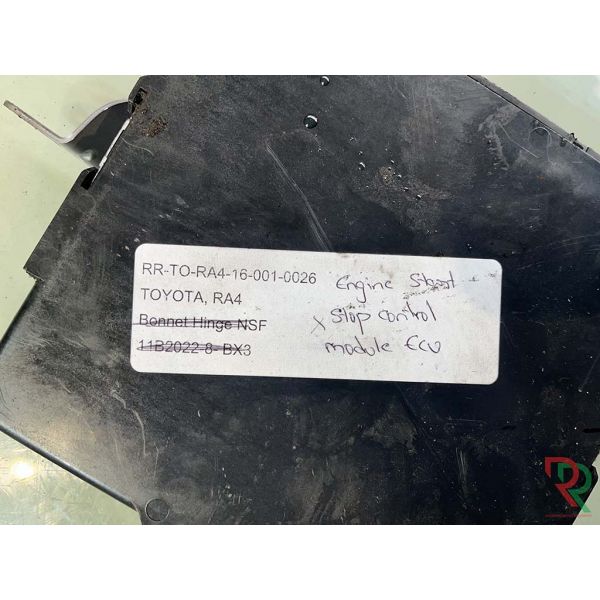 RR-TO-RA4-16-001-0026
TOYOTA, RA4
Bonnet Hinge NSF
11B2022 8- BX3
Engine Start
x Stop control
module ECU
RR